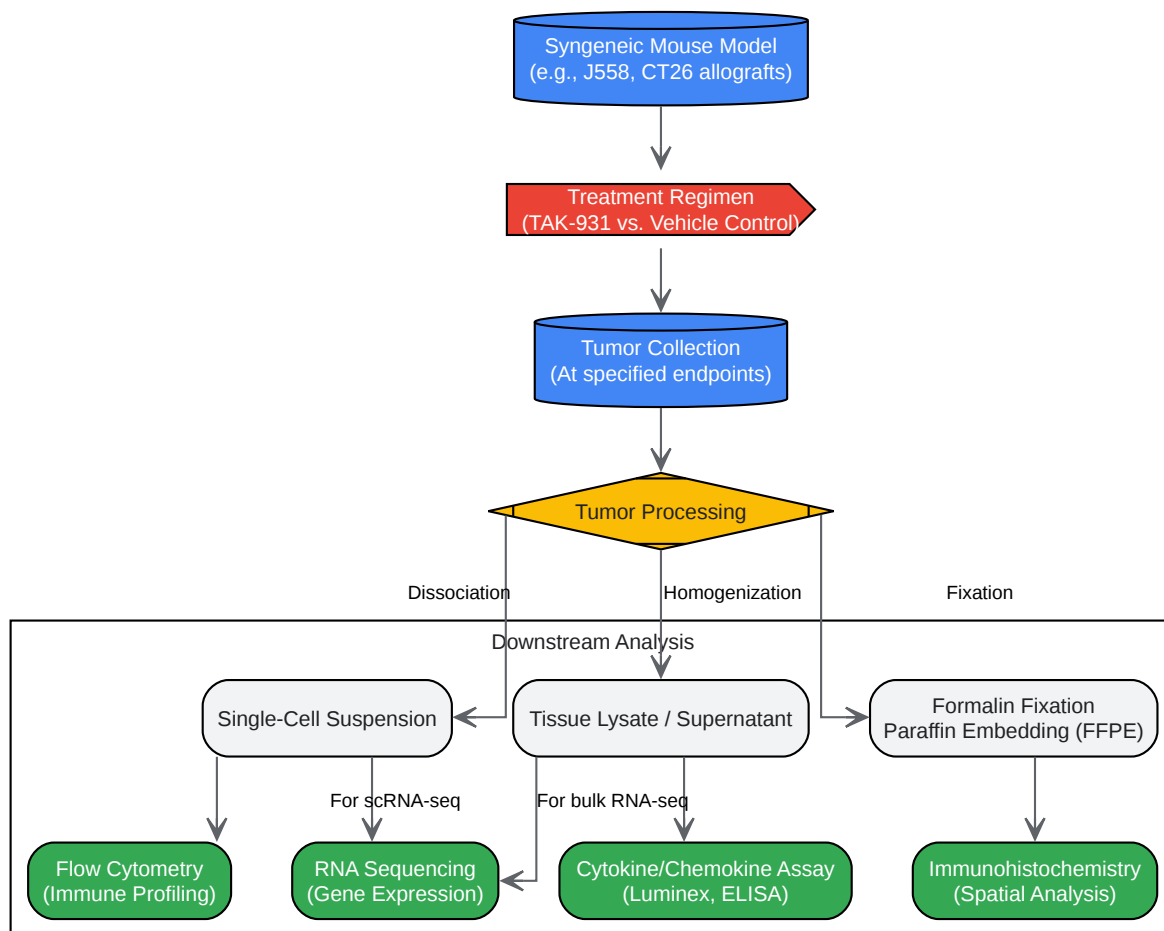 Syngeneic Mouse Model
(e.g., J558, CT26 allografts)
Treatment Regimen
(TAK-931 vs. Vehicle Control)
Tumor Collection
(At specified endpoints)
Tumor Processing
Dissociation
Homogenization
Fixation
Downstream Analysis
Single-Cell Suspension
Tissue Lysate / Supernatant
Formalin Fixation
Paraffin Embedding (FFPE)
For scRNA-seq
For bulk RNA-seq
Flow Cytometry
(Immune Profiling)
RNA Sequencing
(Gene Expression)
Cytokine/Chemokine Assay
(Luminex, ELISA)
Immunohistochemistry
(Spatial Analysis)